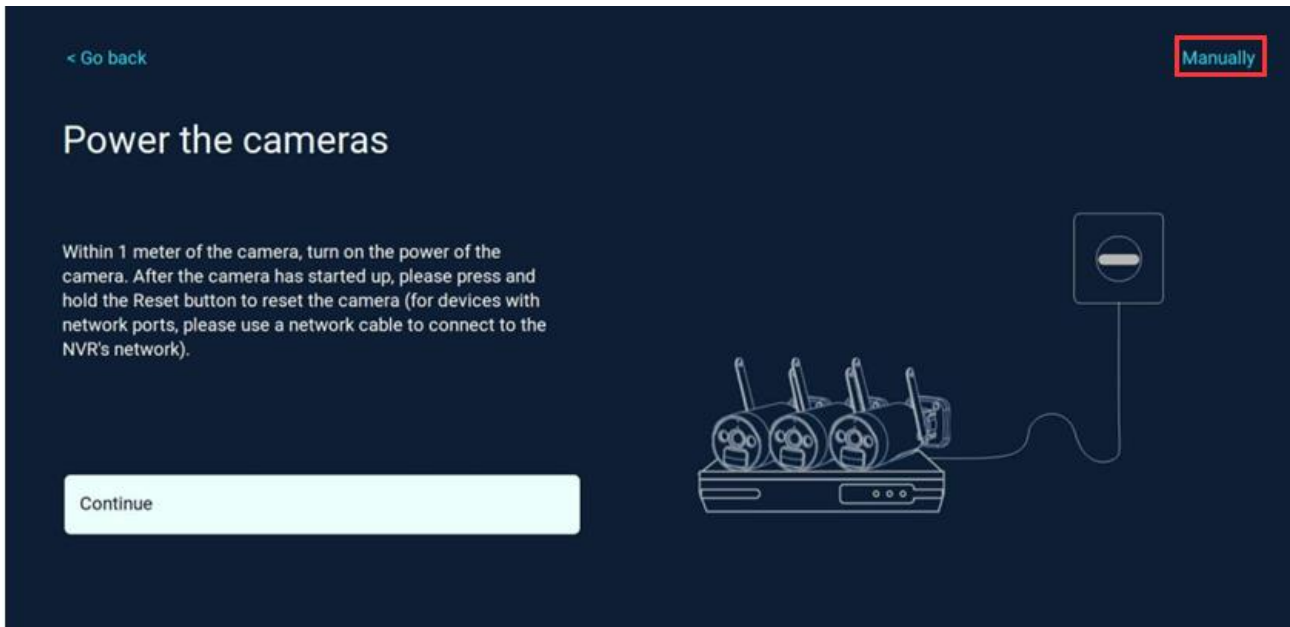 < Go back
Manually
Power the cameras
Within 1 meter of the camera, turn on the power of the
camera. After the camera has started up, please press and
hold the Reset button to reset the camera (for devices with
network ports, please use a network cable to connect to the
NVR's network).
Continue